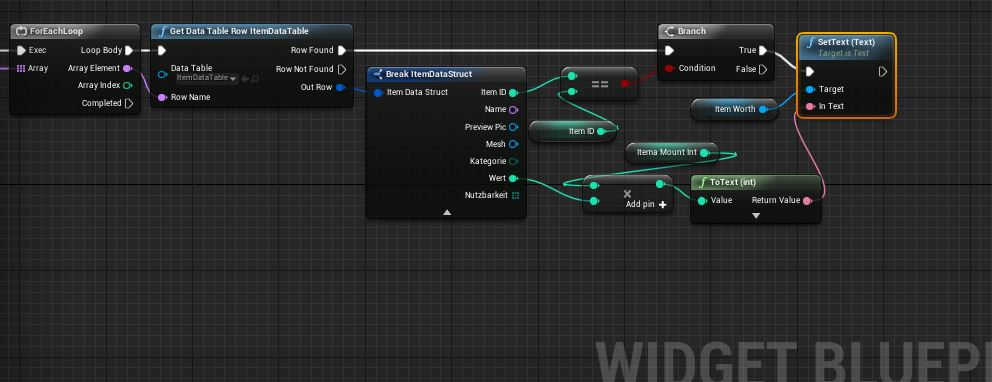 ForEachLoop
Exec
Loop Body
Array
Array Element
Array Index
Completed
Get Data Table Row ItemDataTable
Row Found
Data Table
ItemDataTable
Row Not Found
Out Row
Row Name
Break ItemDataStruct
Item Data Struct
Item ID
Name
Preview Pic
Mesh
Kategorie
Wert
Nutzbarkeit
==
Item ID
Itema Mount Int
Add pin
ToText (int)
Value
Return Value
Branch
True
Condition
False
Item Worth
SetText (Text)
Target is Text
Target
In Text
WIDGET BLUEP